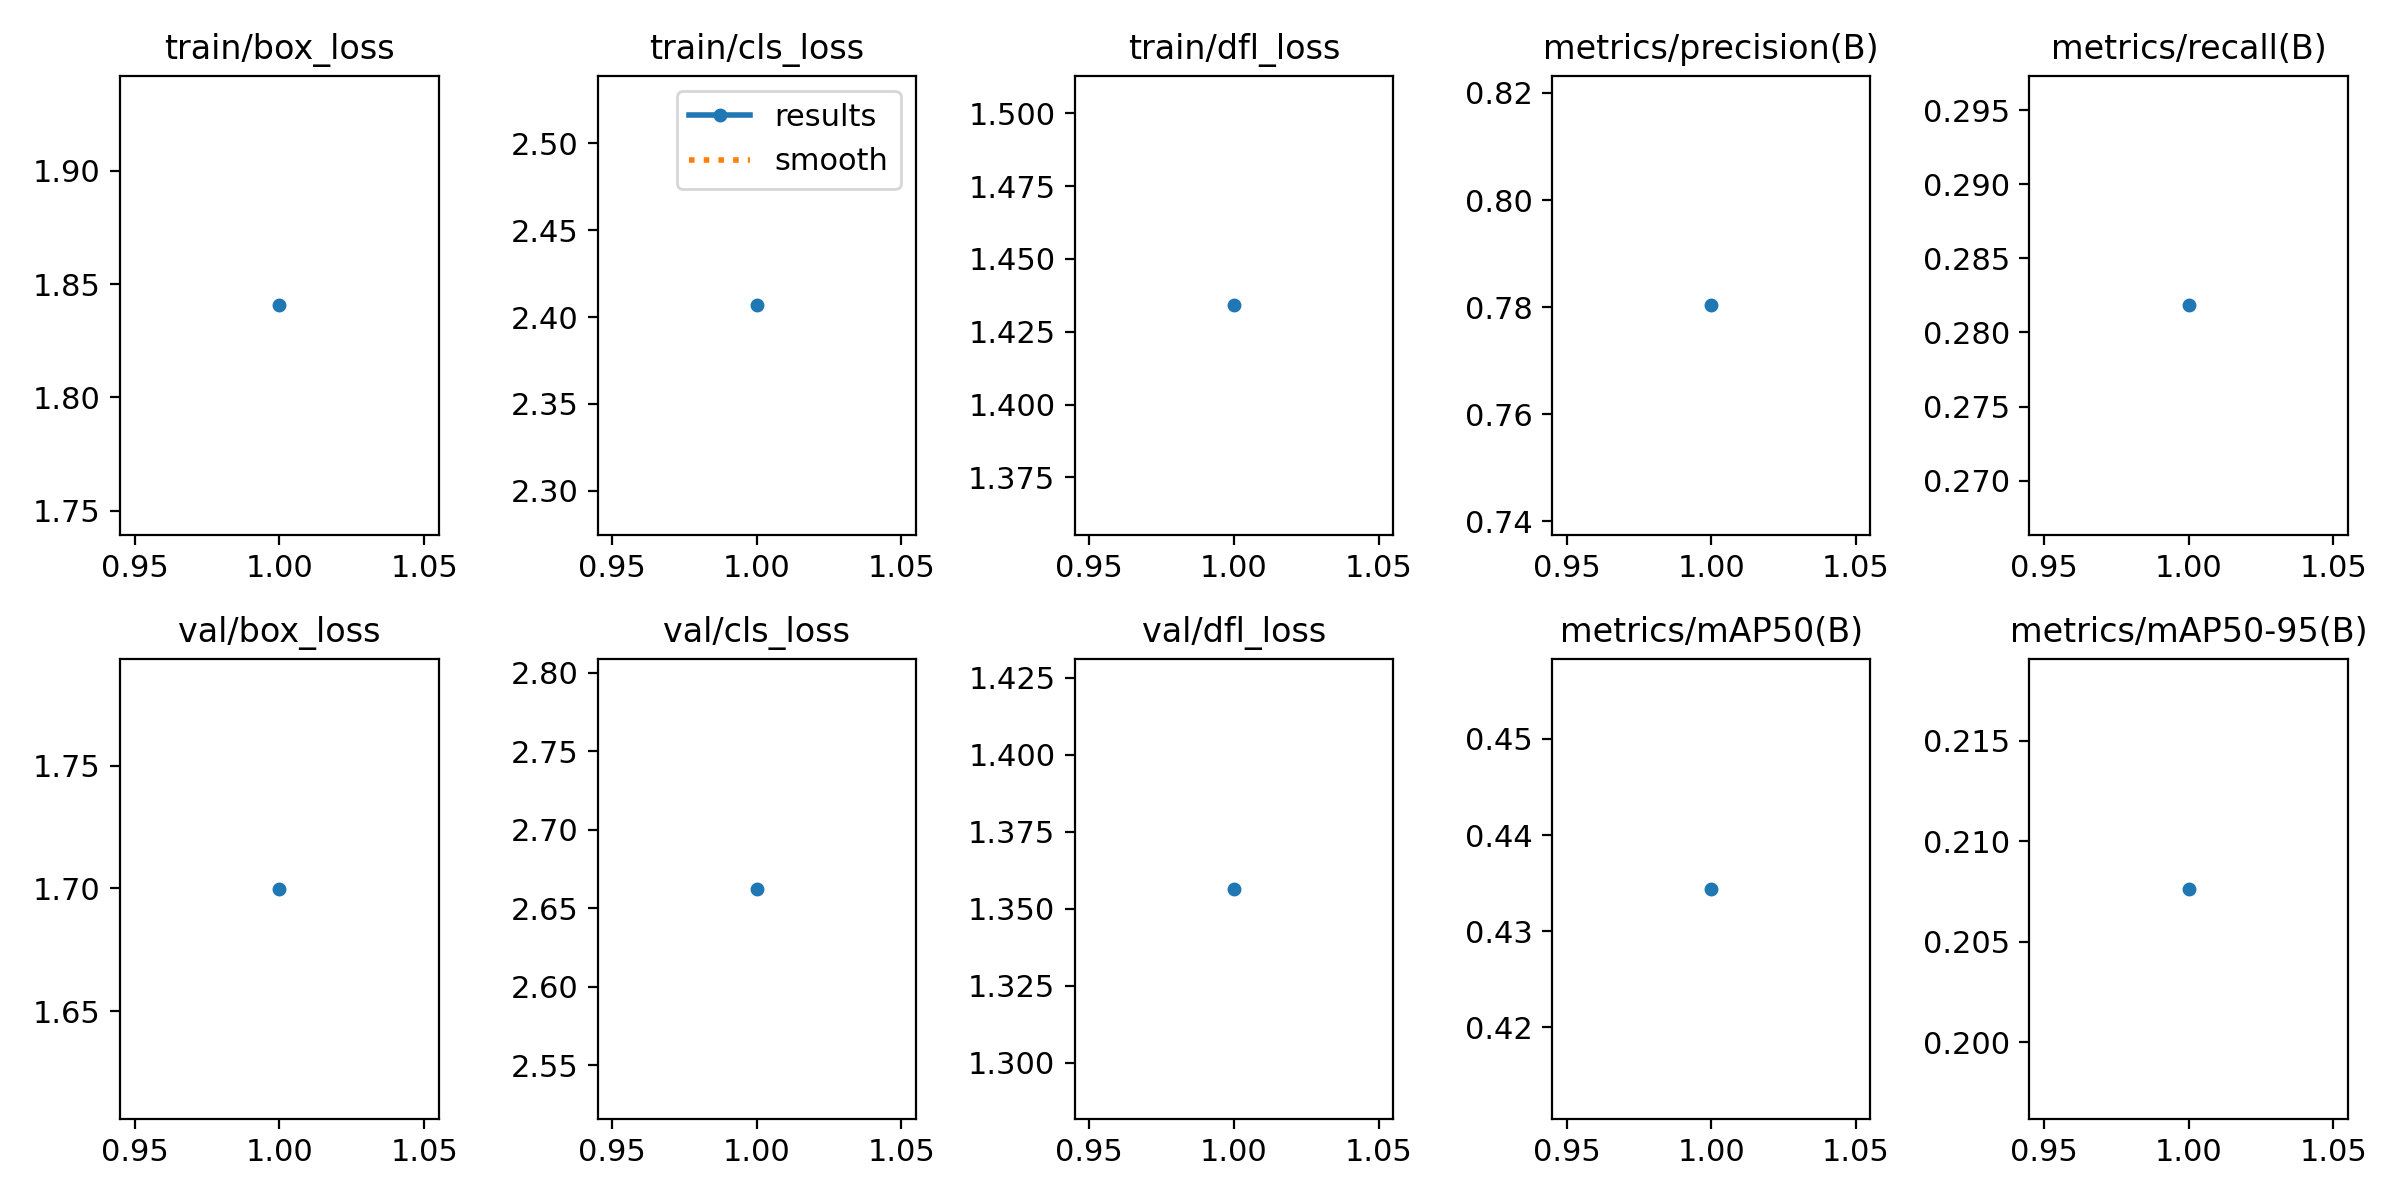 train/box_loss
1.90
1.85
1.80
1.75
0.95 1.00 1.05
train/cls_loss
results
smooth
2.50
2.45
2.40
2.35
2.30
0.95 1.00 1.05
train/dfl_loss
1.500
1.475
1.450
1.425
1.400
1.375
0.95 1.00 1.05
metrics/precision(B)
0.82
0.80
0.78
0.76
0.74
0.95 1.00 1.05
metrics/recall(B)
0.295
0.290
0.285
0.280
0.275
0.270
0.95 1.00 1.05
val/box_loss
1.75
1.70
1.65
0.95 1.00 1.05
val/cls_loss
2.80
2.75
2.70
2.65
2.60
2.55
0.95 1.00 1.05
val/dfl_loss
1.425
1.400
1.375
1.350
1.325
1.300
0.95 1.00 1.05
metrics/mAP50(B)
0.45
0.44
0.43
0.42
0.95 1.00 1.05
metrics/mAP50-95(B)
0.215
0.210
0.205
0.200
0.95 1.00 1.05